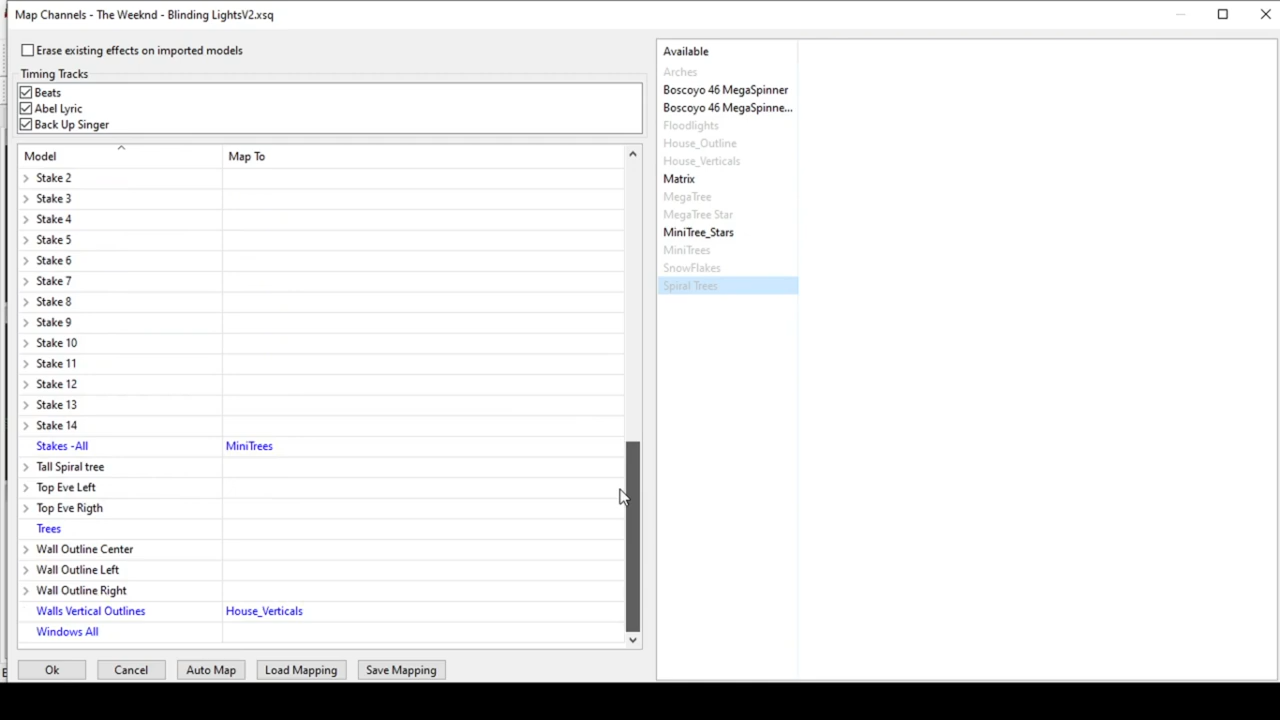 Map Channels - The Weeknd - Blinding LightsV2.xsq
Erase existing effects on imported models
Timing Tracks
Beats
Abel Lyric
Back Up Singer
Model Map To
Stake 2
Stake 3
Stake 4
Stake 5
Stake 6
Stake 7
Stake 8
Stake 9
Stake 10
Stake 11
Stake 12
Stake 13
Stake 14
Stakes -All MiniTrees
Tall Spiral tree
Top Eve Left
Top Eve Rigth
Trees
Wall Outline Center
Wall Outline Left
Wall Outline Right
Walls Vertical Outlines House_Verticals
Windows All
Ok Cancel Auto Map Load Mapping Save Mapping
Available
Arches
Boscoyo 46 MegaSpinner
Boscoyo 46 MegaSpinne...
Floodlights
House_Outline
House_Verticals
Matrix
MegaTree
MegaTree Star
MiniTree_Stars
MiniTrees
SnowFlakes
Spiral Trees